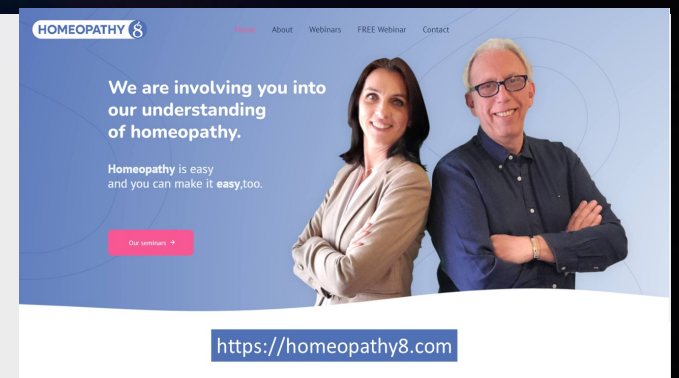 HOMEOPATHY 8
Home About Webinars FREE Webinar Contact
We are involving you into
our understanding
of homeopathy.
Homeopathy is easy
and you can make it easy,too.
Our seminars →
https://homeopathy8.com